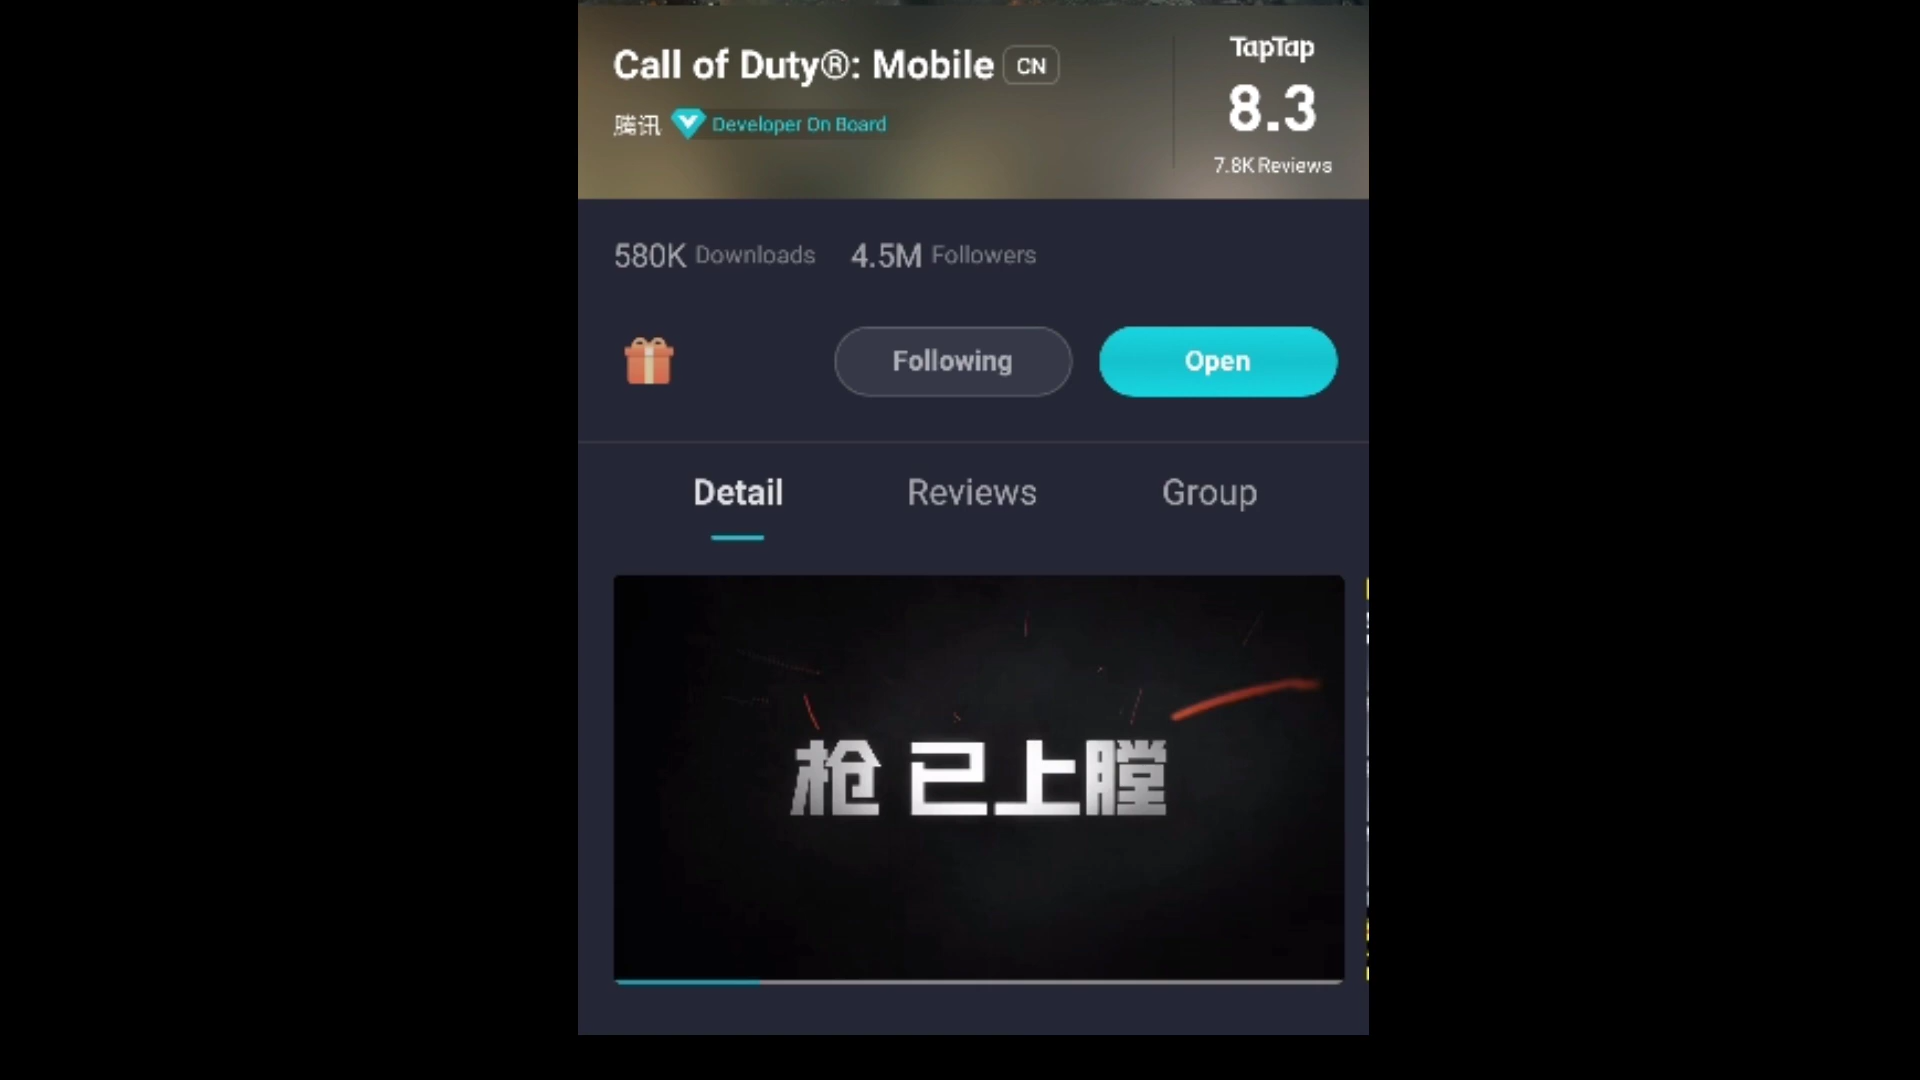 Call of Duty®: Mobile CN
腾讯 Developer On Board
TapTap
8.3
7.8K Reviews
580K Downloads 4.5M Followers
Following Open
Detail Reviews Group
枪 已上膛